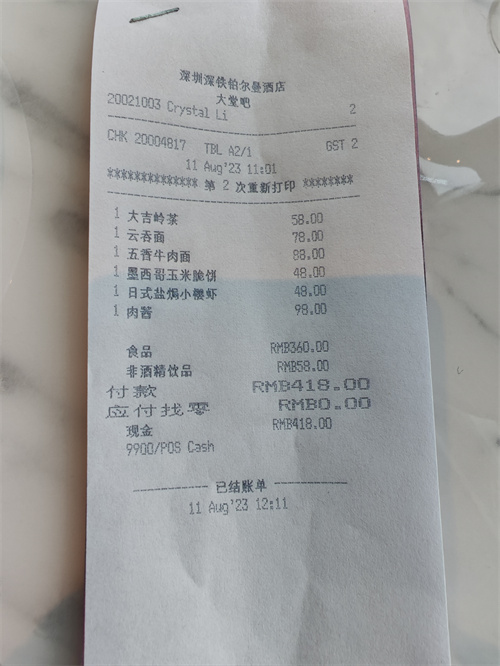 深圳深铁铂尔曼酒店
大堂吧
20021003 Crystal Li 2
CHK 20004817 TBL A2/1 GST 2
11 Aug'23 11:01
************** 第 2 次重新打印 ********
1 大吉岭茶 58.00
1 云吞面 78.00
1 五香牛肉面 88.00
1 墨西哥玉米脆饼 48.00
1 日式盐焗小樱虾 48.00
1 肉酱 98.00
食品 RMB360.00
非酒精饮品 RMB58.00
付款 RMB418.00
应付找零 RMB0.00
现金 RMB418.00
9900/POS Cash
----------- 已结账单 -----------
11 Aug'23 12:11